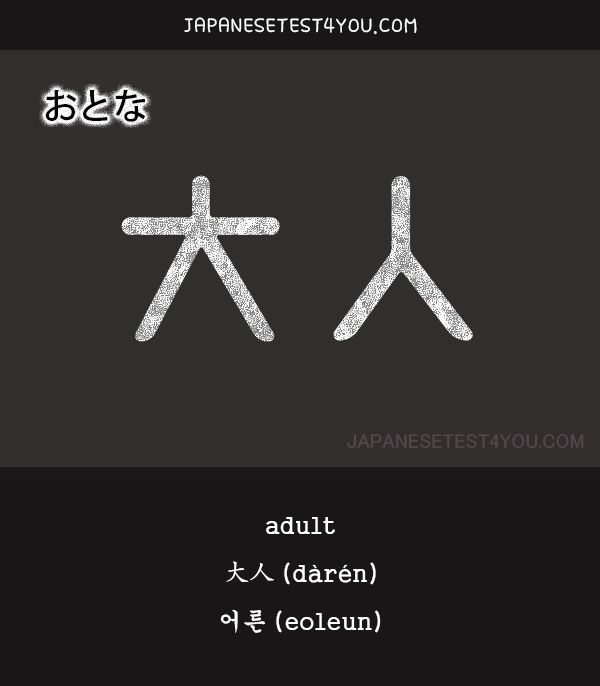 JAPANESETEST4YOU.COM
おとな
大人
JAPANESETEST4YOU.COM
adult
大人 (dàrén)
어른 (eoleun)